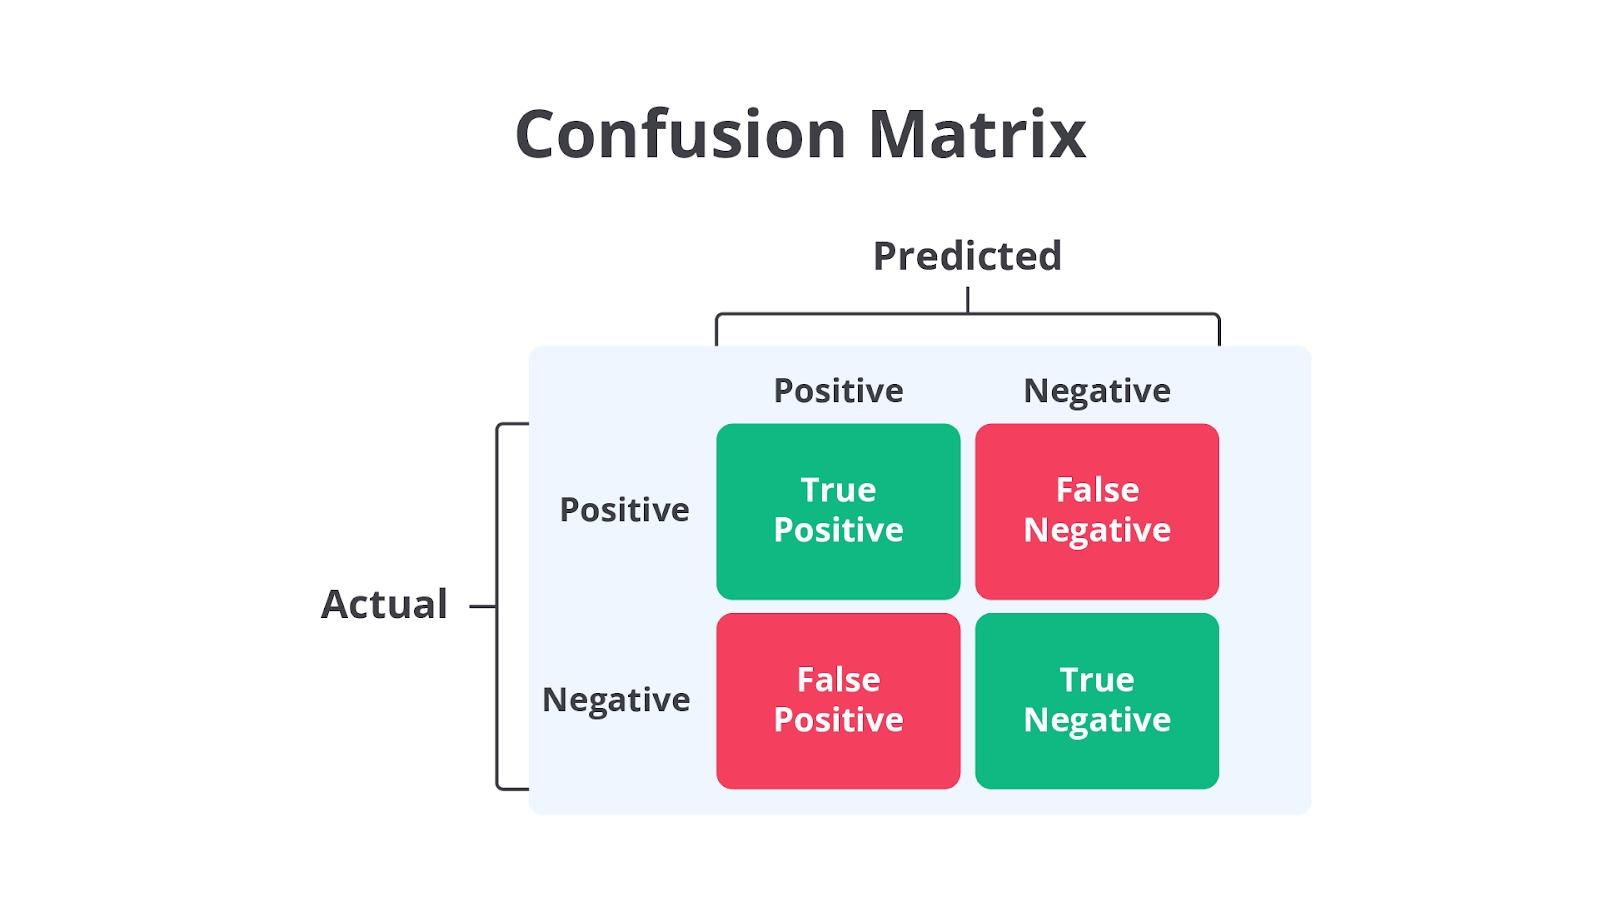 Confusion Matrix
Predicted
Positive Negative
Positive
True
Positive
False
Negative
Actual
Negative
False
Positive
True
Negative